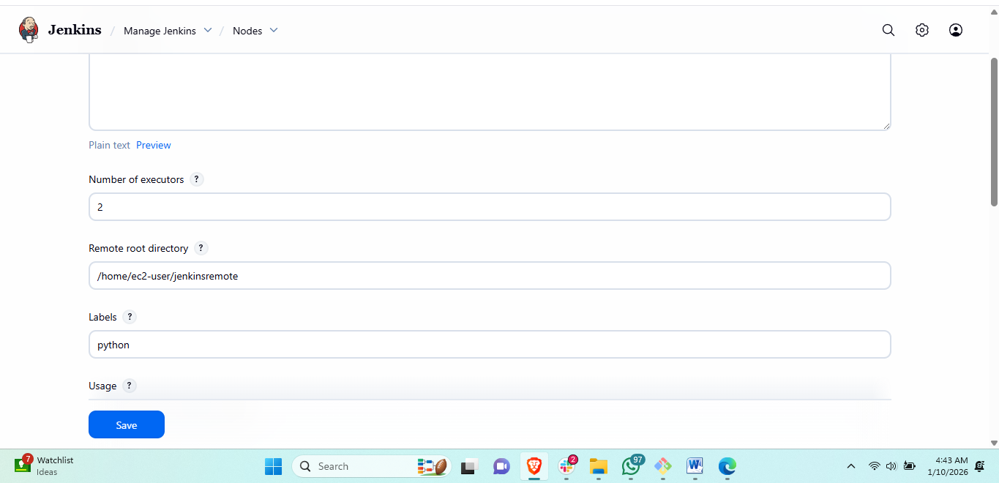 Jenkins / Manage Jenkins / Nodes
Plain text Preview
Number of executors ?
2
Remote root directory ?
/home/ec2-user/jenkinsremote
Labels ?
python
Usage ?
Save
7 Watchlist
Ideas
Search
2
97
4:43 AM
1/10/2026